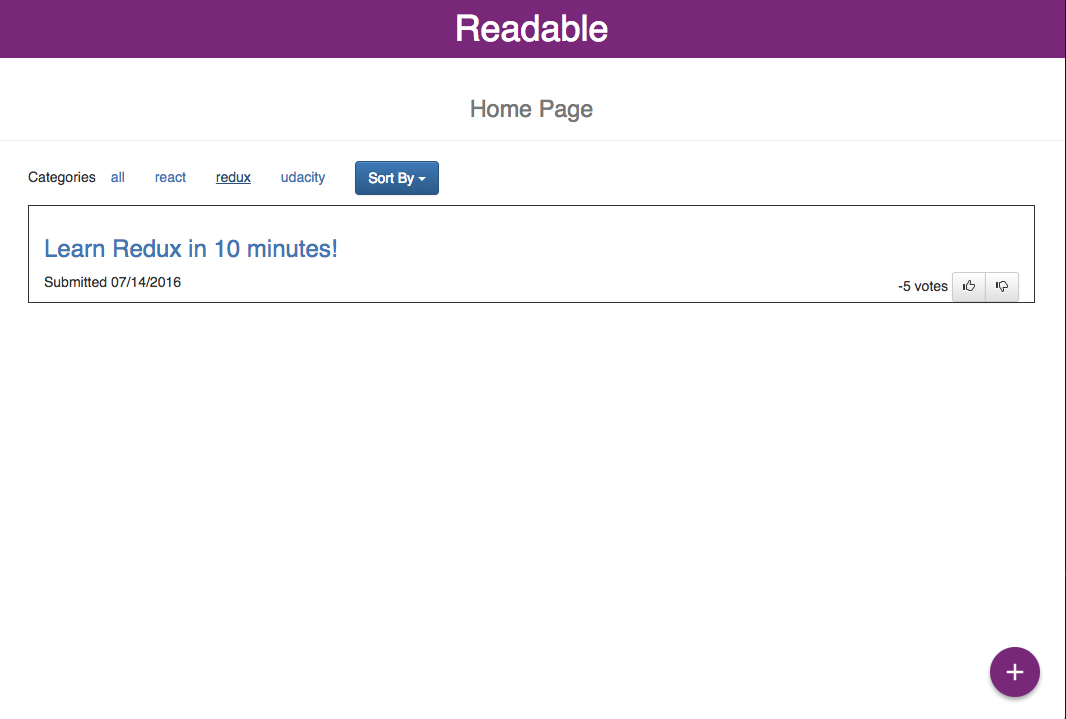 Readable
Home Page
Categories all react redux udacity Sort By
Learn Redux in 10 minutes!
Submitted 07/14/2016
-5 votes
+